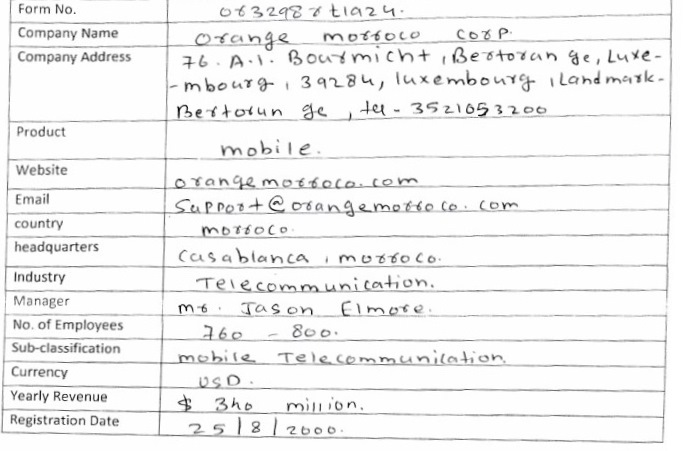 Form No. 063298rt1a24.
Company Name Orange morroco corp.
Company Address 76. A.I. Bourmicht, Bertoran ge, Luxe-
-mbourg, 39284, luxembourg, Landmark-
Bertorun ge, tel - 3521053200
Product
mobile.
Website orangemorroco.com
Email Support@orangemorroco.com
country morroco.
headquarters Casablanca, morroco.
Industry Telecommunication.
Manager mr. Jason Elmore.
No. of Employees 760 - 800.
Sub-classification mobile Telecommunication.
Currency USD.
Yearly Revenue $ 340 million.
Registration Date 25/8/2000.